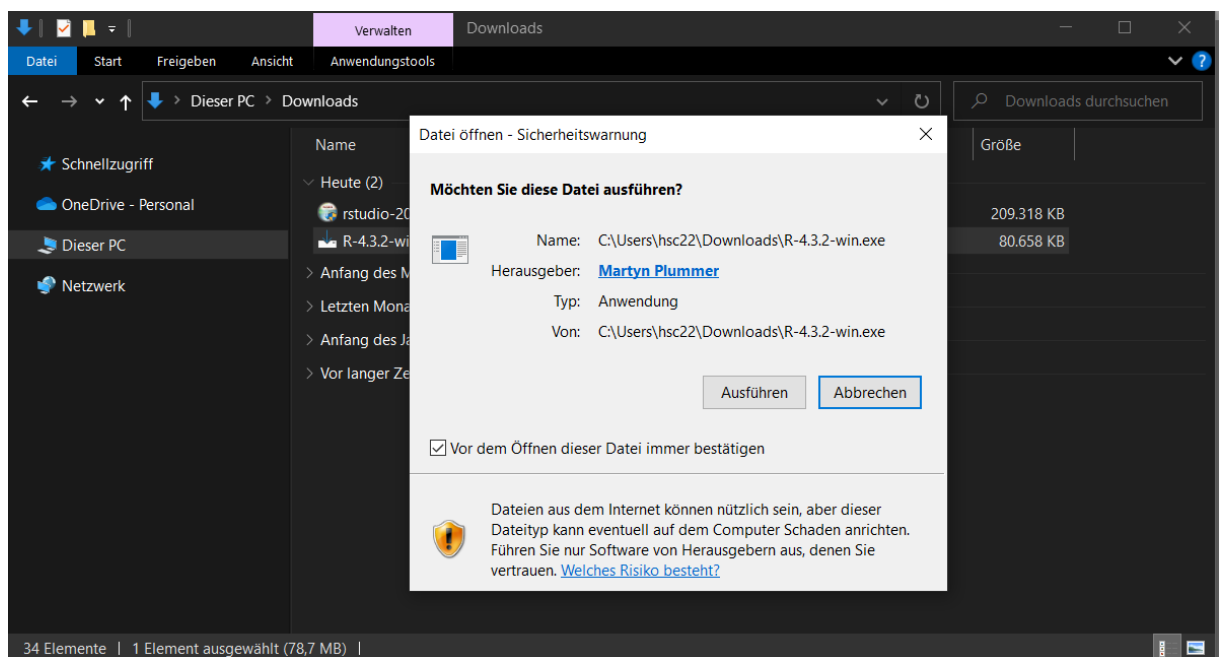 Verwalten
Downloads
Datei
Start
Freigeben
Ansicht
Anwendungstools
Dieser PC > Downloads
Downloads durchsuchen
Schnellzugriff
OneDrive - Personal
Dieser PC
Netzwerk
Name
Größe
Heute (2)
rstudio-20
209.318 KB
R-4.3.2-wi
80.658 KB
Anfang des M
Letzten Mona
Anfang des Ja
Vor langer Ze
Datei öffnen - Sicherheitswarnung
Möchten Sie diese Datei ausführen?
Name: C:\Users\hsc22\Downloads\R-4.3.2-win.exe
Herausgeber: Martyn Plummer
Typ: Anwendung
Von: C:\Users\hsc22\Downloads\R-4.3.2-win.exe
Ausführen
Abbrechen
Vor dem Öffnen dieser Datei immer bestätigen
Dateien aus dem Internet können nützlich sein, aber dieser
Dateityp kann eventuell auf dem Computer Schaden anrichten.
Führen Sie nur Software von Herausgebern aus, denen Sie
vertrauen. Welches Risiko besteht?
34 Elemente | 1 Element ausgewählt (78,7 MB) |